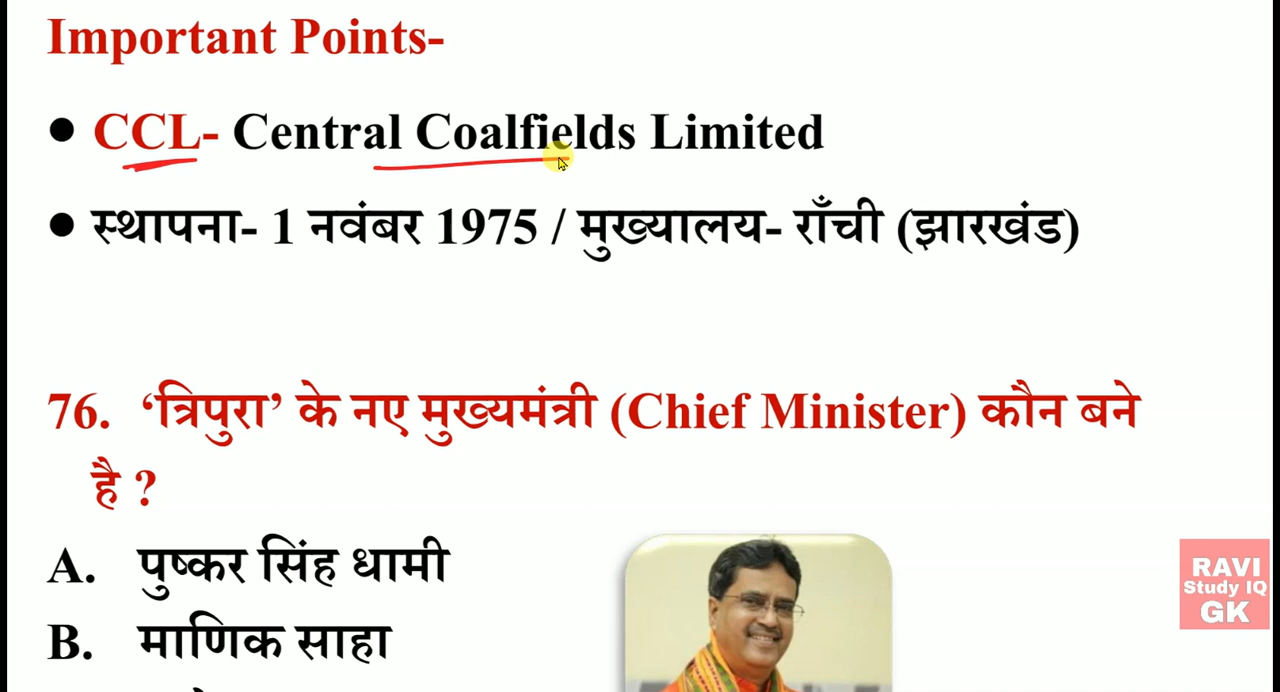 Important Points-
● CCL- Central Coalfields Limited
● स्थापना- 1 नवंबर 1975 / मुख्यालय- राँची (झारखंड)
76. ‘त्रिपुरा’ के नए मुख्यमंत्री (Chief Minister) कौन बने
है ?
A. पुष्कर सिंह धामी
B. माणिक साहा
RAVI
Study IQ
GK